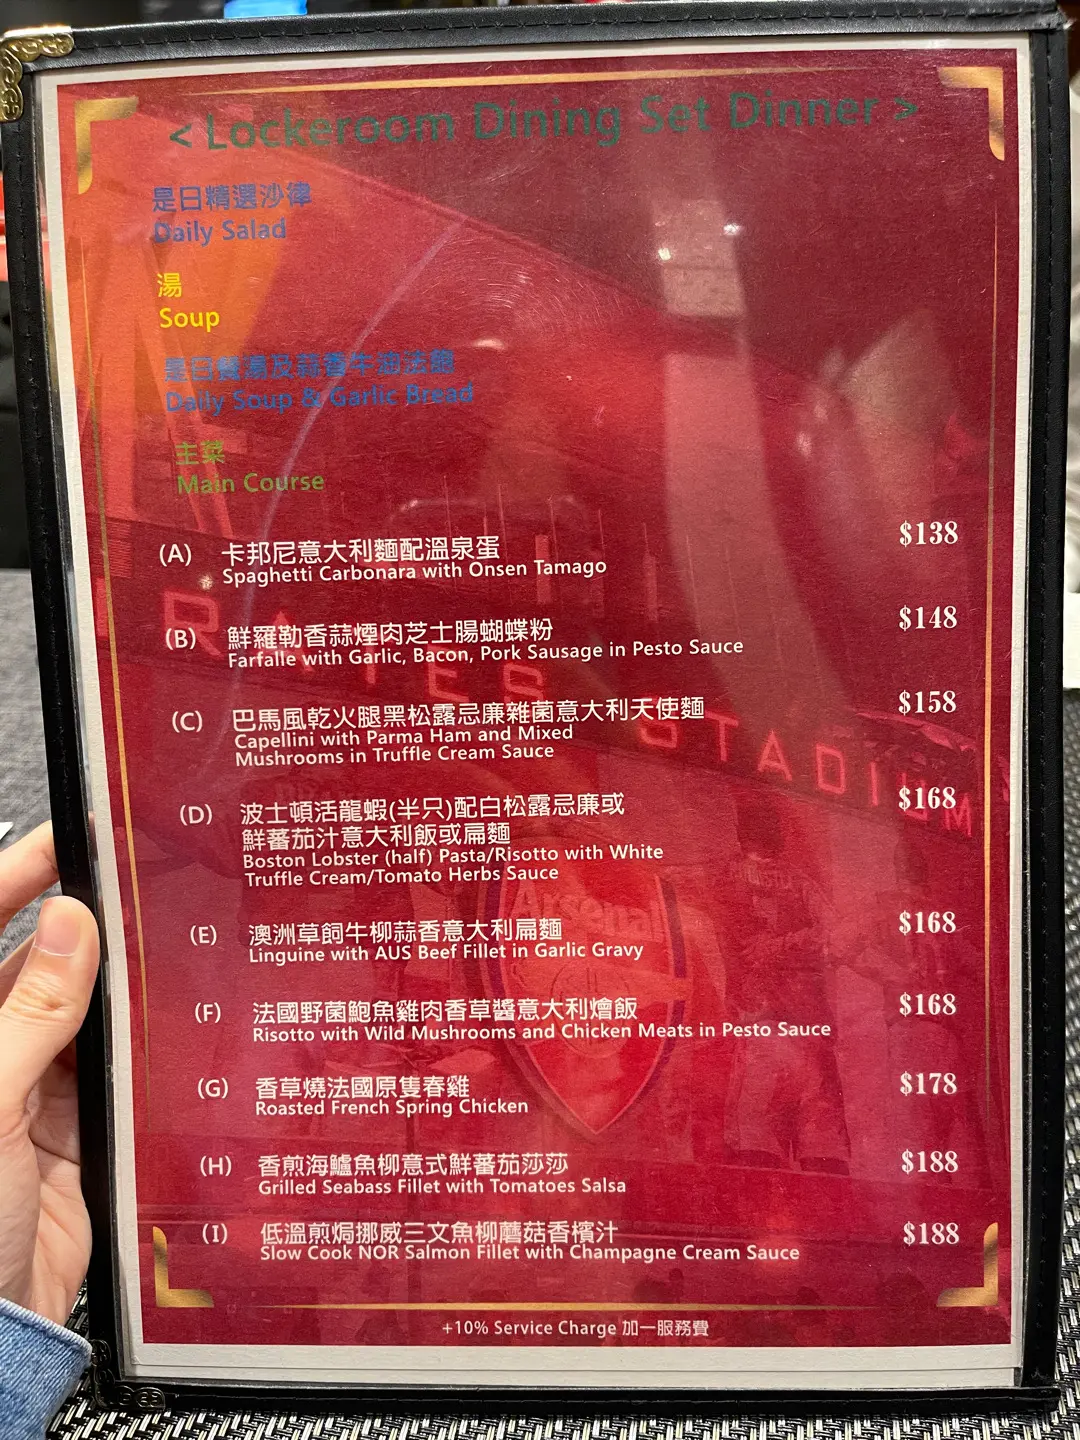 < Lockeroom Dining Set Dinner >
是日精選沙律
Daily Salad
湯
Soup
是日餐湯及蒜香牛油法飽
Daily Soup & Garlic Bread
主菜
Main Course
(A) 卡邦尼意大利麵配溫泉蛋 $138
Spaghetti Carbonara with Onsen Tamago
(B) 鮮羅勒香蒜煙肉芝士腸蝴蝶粉 $148
Farfalle with Garlic, Bacon, Pork Sausage in Pesto Sauce
(C) 巴馬風乾火腿黑松露忌廉雜菌意大利天使麵 $158
Capellini with Parma Ham and Mixed
Mushrooms in Truffle Cream Sauce
(D) 波士頓活龍蝦(半只)配白松露忌廉或 $168
鮮蕃茄汁意大利飯或扁麵
Boston Lobster (half) Pasta/Risotto with White
Truffle Cream/Tomato Herbs Sauce
(E) 澳洲草飼牛柳蒜香意大利扁麵 $168
Linguine with AUS Beef Fillet in Garlic Gravy
(F) 法國野菌鮑魚雞肉香草醬意大利燴飯 $168
Risotto with Wild Mushrooms and Chicken Meats in Pesto Sauce
(G) 香草燒法國原隻春雞 $178
Roasted French Spring Chicken
(H) 香煎海鱸魚柳意式鮮蕃茄莎莎 $188
Grilled Seabass Fillet with Tomatoes Salsa
(I) 低溫煎焗挪威三文魚柳蘑菇香檳汁 $188
Slow Cook NOR Salmon Fillet with Champagne Cream Sauce
+10% Service Charge 加一服務費
RATES STADIUM
Arsenal